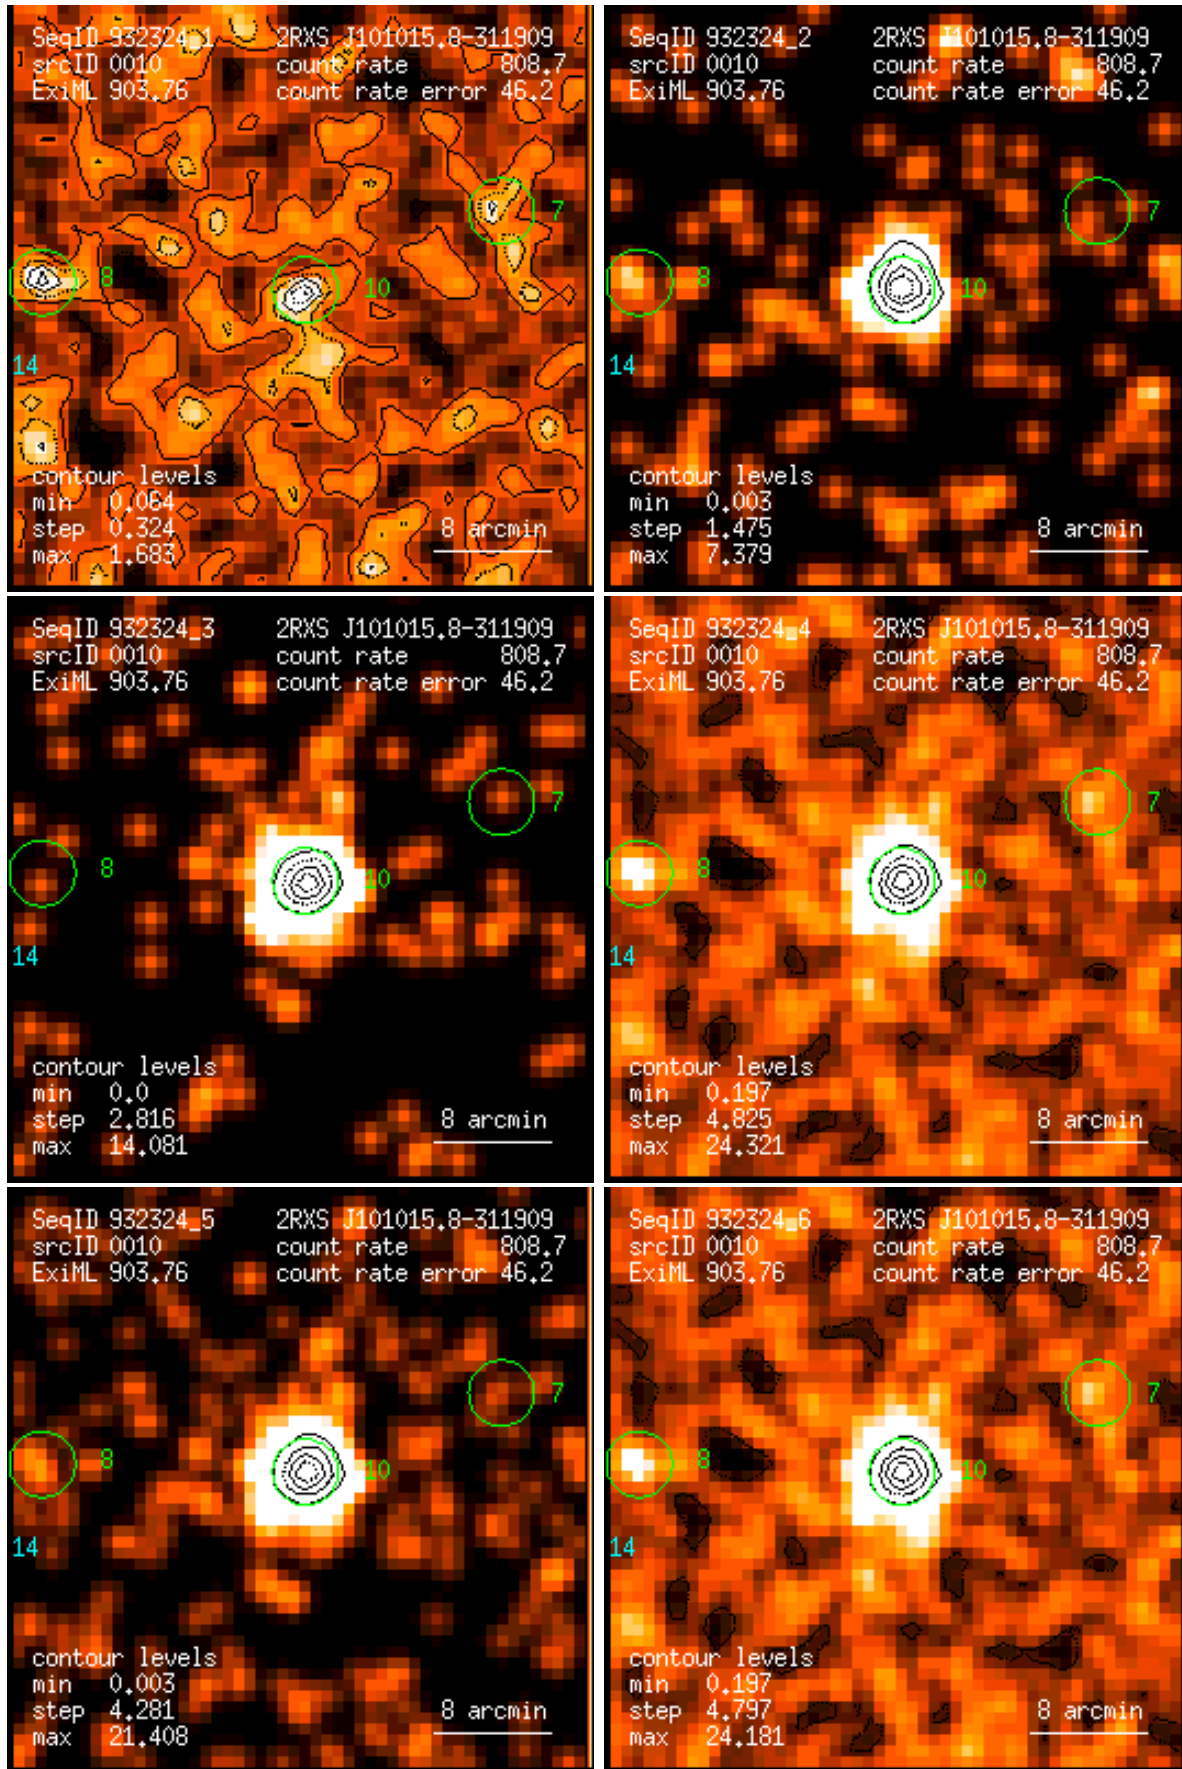 SeqID 932324_1 2RXS J101015.8-311909
srcID 0010 count rate 808.7
ExiML 903.76 count rate error 46.2
7
8
10
14
contour levels
min 0.064
step 0.324 8 arcmin
max 1.683
SeqID 932324_2 2RXS J101015.8-311909
srcID 0010 count rate 808.7
ExiML 903.76 count rate error 46.2
7
8
10
14
contour levels
min 0.003
step 1.475 8 arcmin
max 7.379
SeqID 932324_3 2RXS J101015.8-311909
srcID 0010 count rate 808.7
ExiML 903.76 count rate error 46.2
7
8
10
14
contour levels
min 0.0
step 2.816 8 arcmin
max 14.081
SeqID 932324_4 2RXS J101015.8-311909
srcID 0010 count rate 808.7
ExiML 903.76 count rate error 46.2
7
8
10
14
contour levels
min 0.197
step 4.825 8 arcmin
max 24.321
SeqID 932324_5 2RXS J101015.8-311909
srcID 0010 count rate 808.7
ExiML 903.76 count rate error 46.2
7
8
10
14
contour levels
min 0.003
step 4.281 8 arcmin
max 21.408
SeqID 932324_6 2RXS J101015.8-311909
srcID 0010 count rate 808.7
ExiML 903.76 count rate error 46.2
7
8
10
14
contour levels
min 0.197
step 4.797 8 arcmin
max 24.181